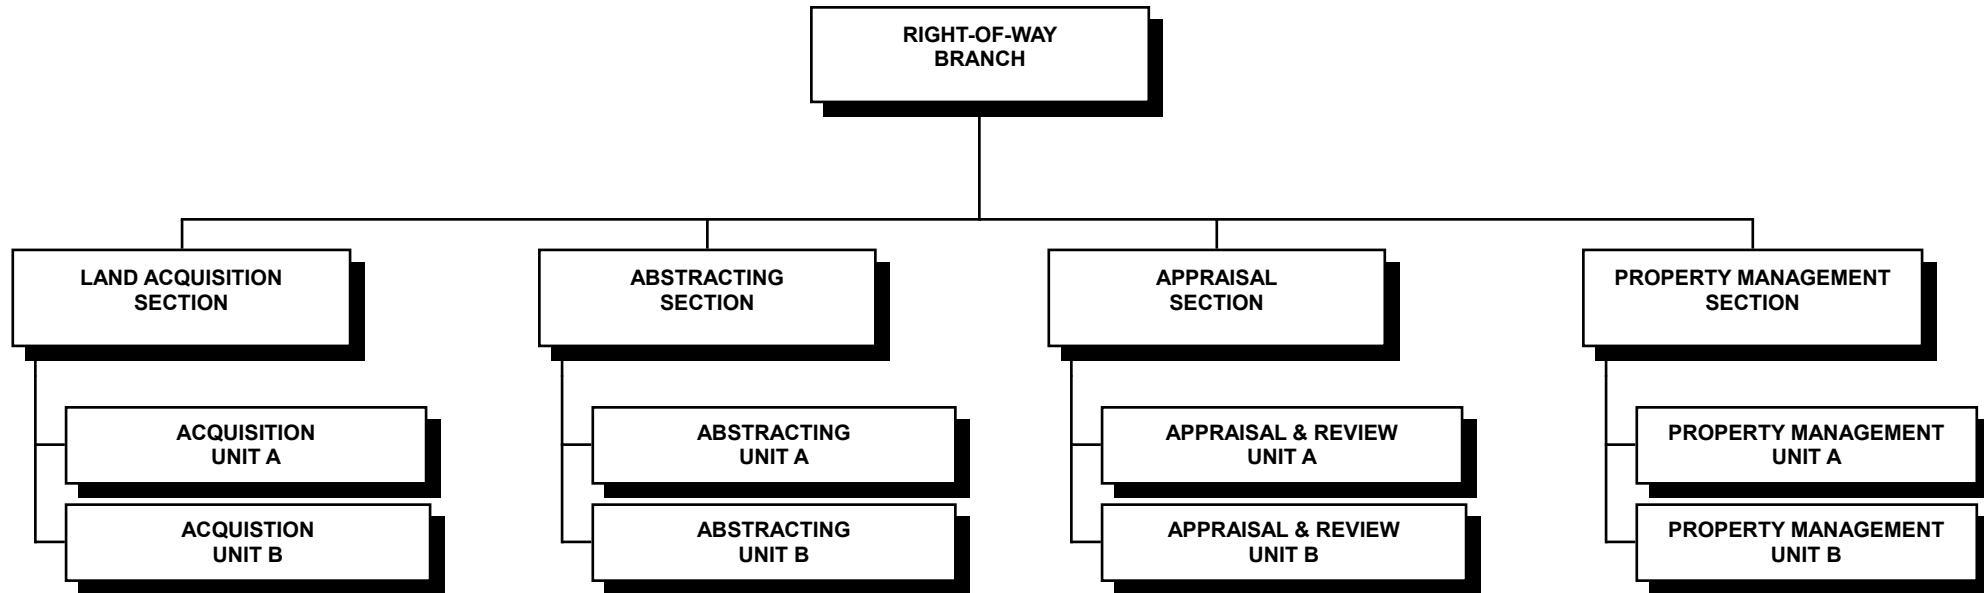 RIGHT-OF-WAY
BRANCH
LAND ACQUISITION
SECTION
ABSTRACTING
SECTION
APPRAISAL
SECTION
PROPERTY MANAGEMENT
SECTION
ACQUISITION
UNIT A
ABSTRACTING
UNIT A
APPRAISAL & REVIEW
UNIT A
PROPERTY MANAGEMENT
UNIT A
ACQUISTION
UNIT B
ABSTRACTING
UNIT B
APPRAISAL & REVIEW
UNIT B
PROPERTY MANAGEMENT
UNIT B